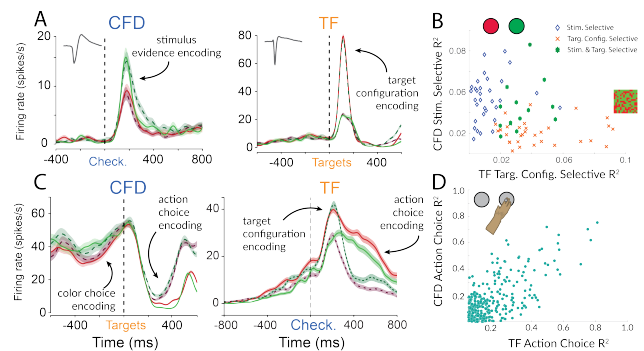 A
CFD
TF
B
stimulus
evidence encoding
target
configuration
encoding
Firing rate (spikes/s)
20
10
0
-400
Check.
400
800
80
40
0
-400
Targets
400
Stim. Selective
Targ. Config. Selective
Stim. & Targ. Selective
CFD Stim. Selective R²
0.08
0.06
0.02
0.02
0.06
0.1
TF Targ. Config. Selective R²
C
CFD
TF
D
action
choice
encoding
color choice
encoding
target
configuration
encoding
action
choice
encoding
Firing rate (spikes/s)
60
40
20
0
-400
Targets
400
Time (ms)
40
20
0
-800
-400
Check.
400
800
Time (ms)
CFD Action Choice R²
1.0
0.8
0.6
0.4
0.2
0.2
0.4
0.6
0.8
1.0
TF Action Choice R²